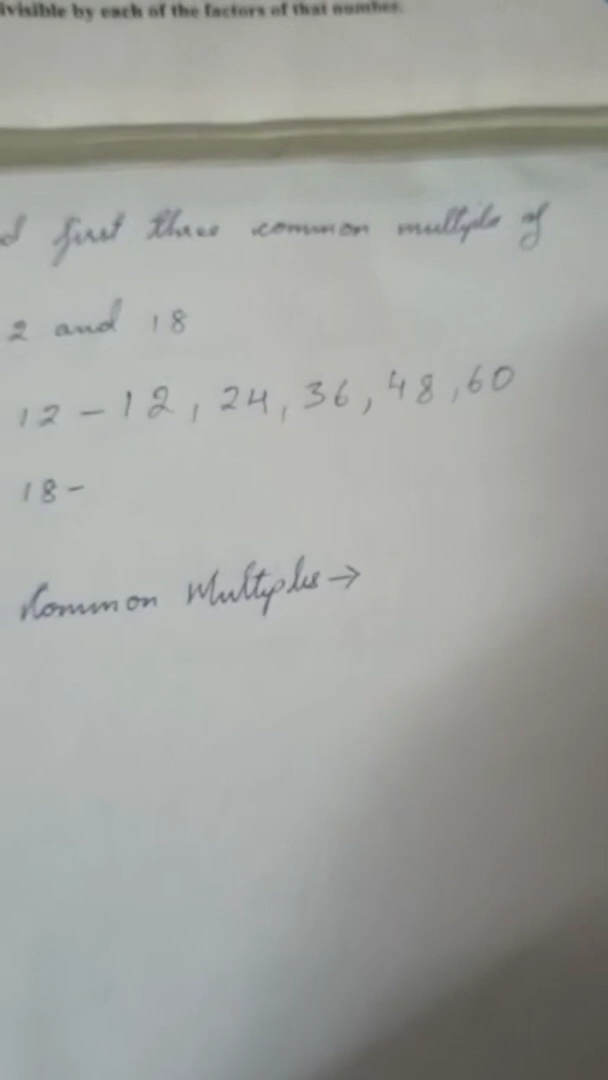 ivisible by each of the factors of that number.
d first three common multiple of
2 and 18
12 - 12, 24, 36, 48, 60
18 -
Common Multiples →